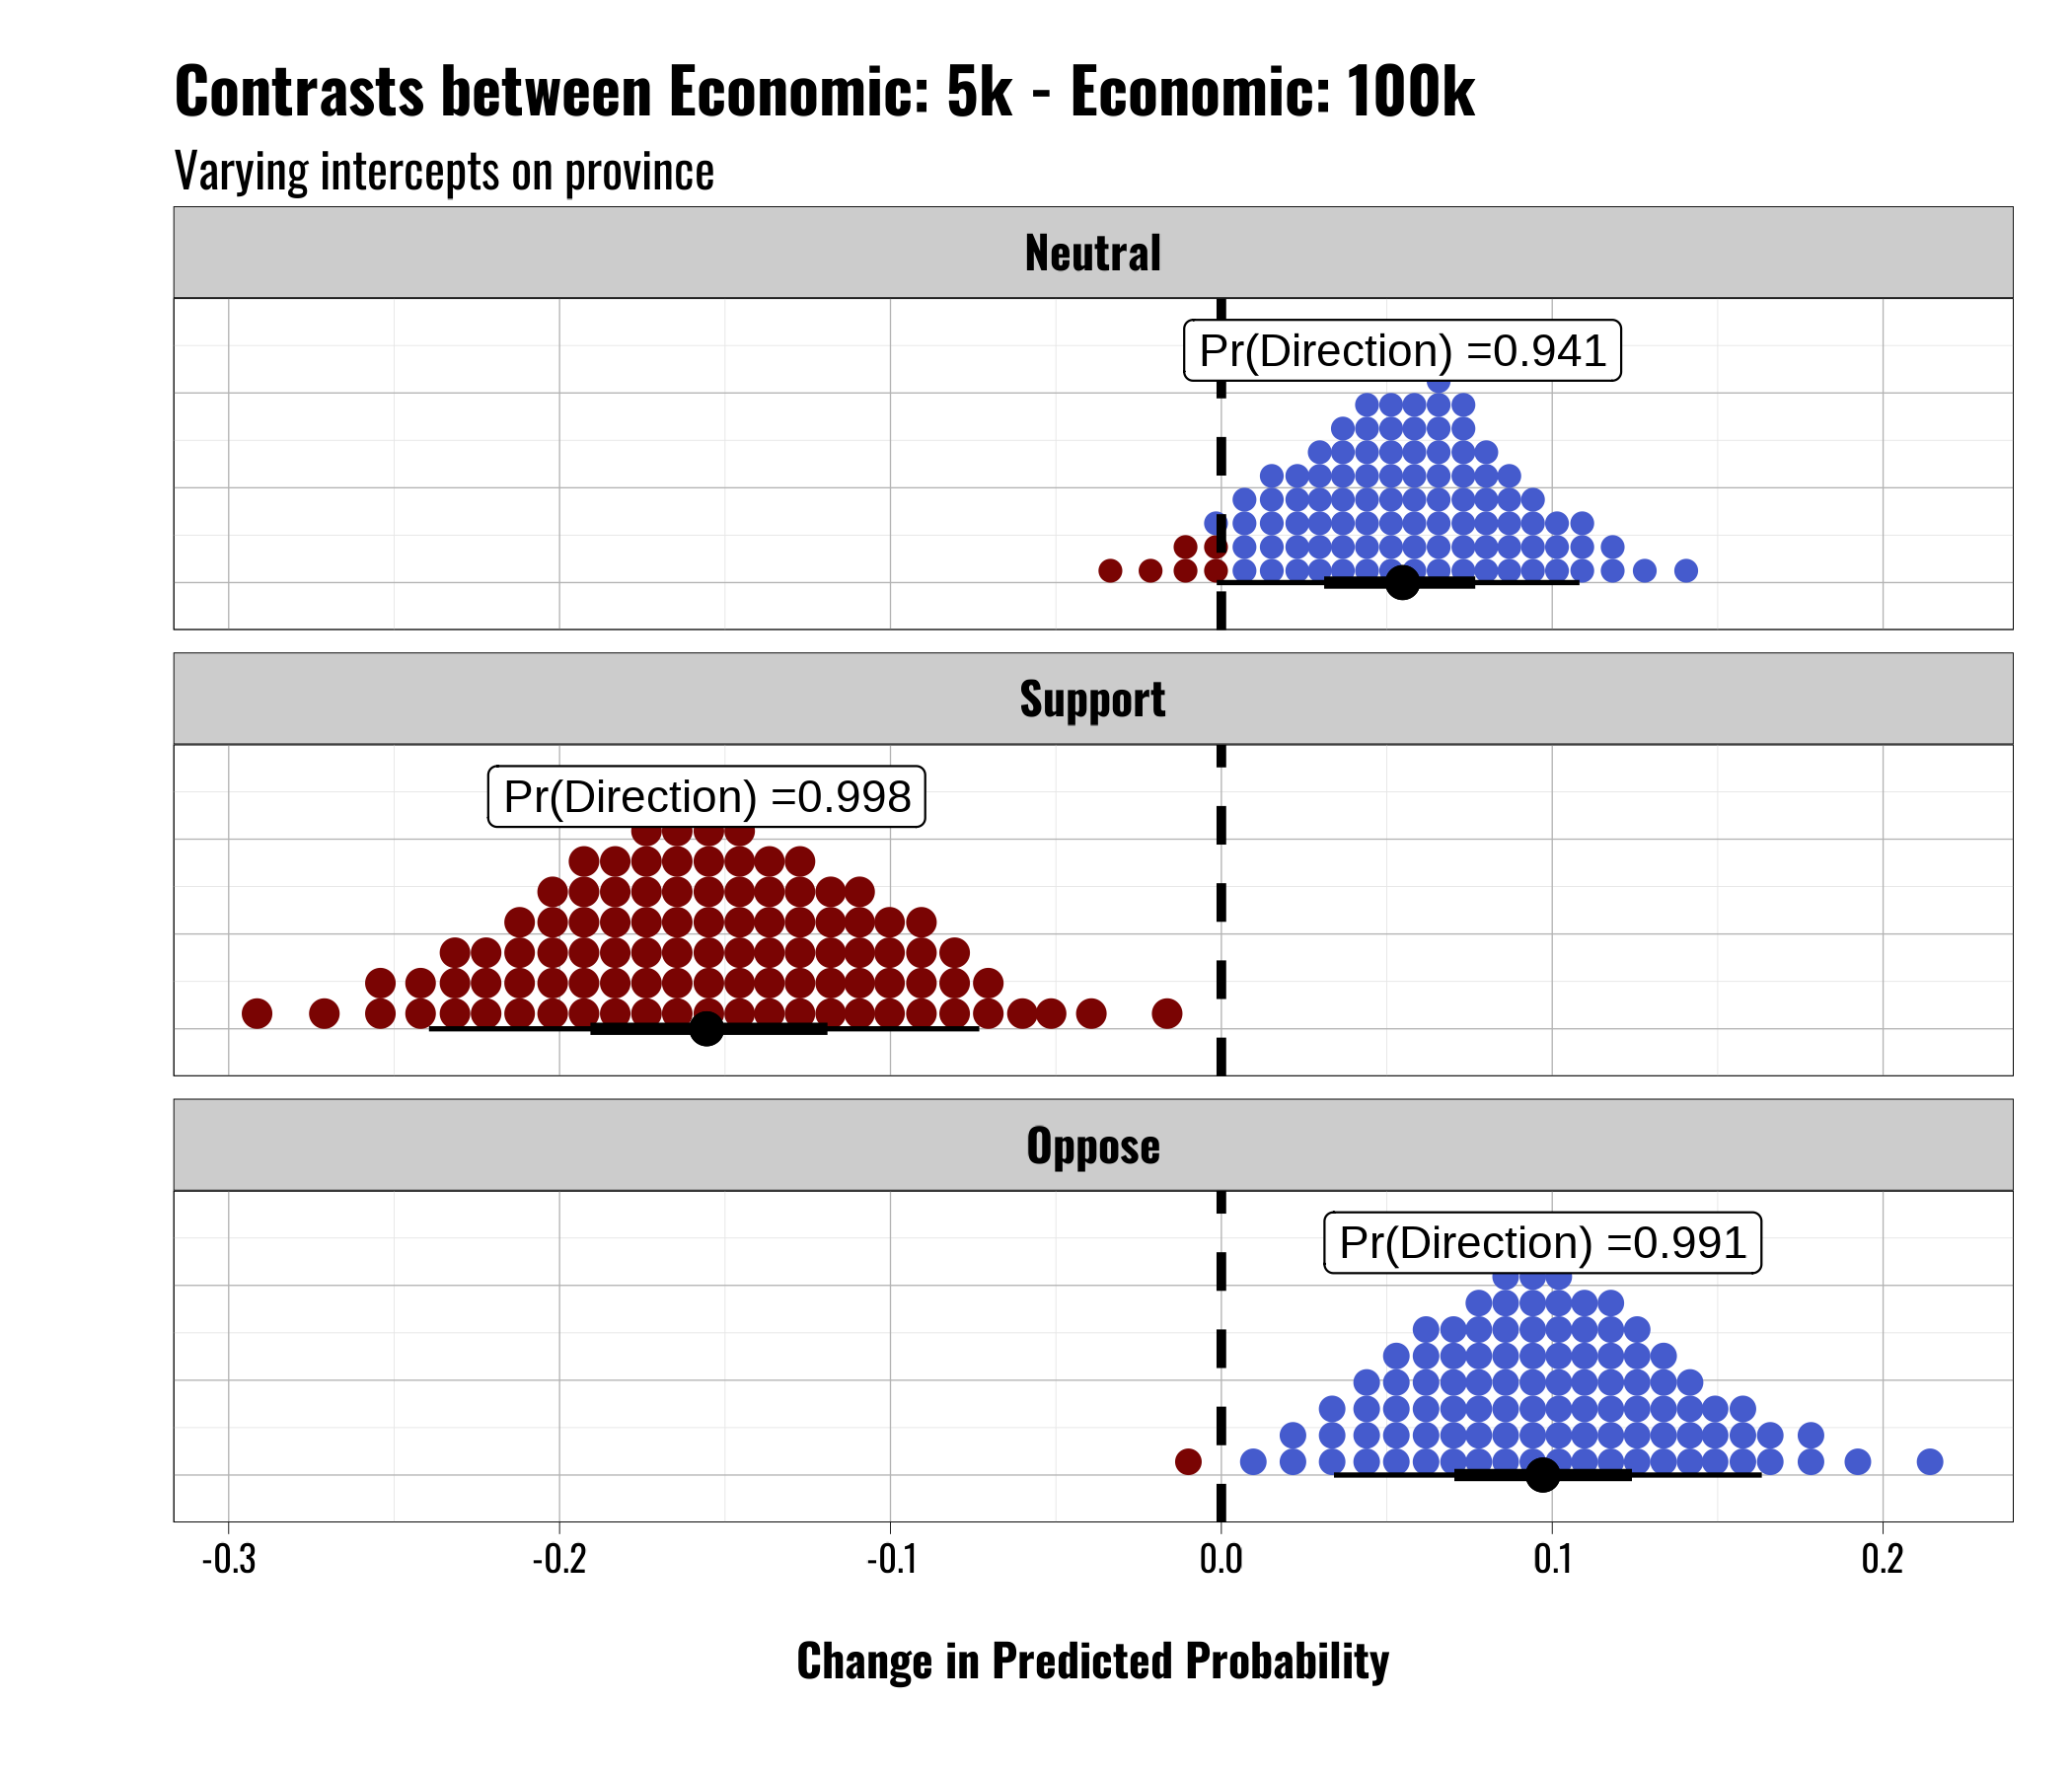 Contrasts between Economic: 5k - Economic: 100k
Varying intercepts on province
Neutral
Pr(Direction) =0.941
Support
Pr(Direction) =0.998
Oppose
Pr(Direction) =0.991
-0.3 -0.2 -0.1 0.0 0.1 0.2
Change in Predicted Probability